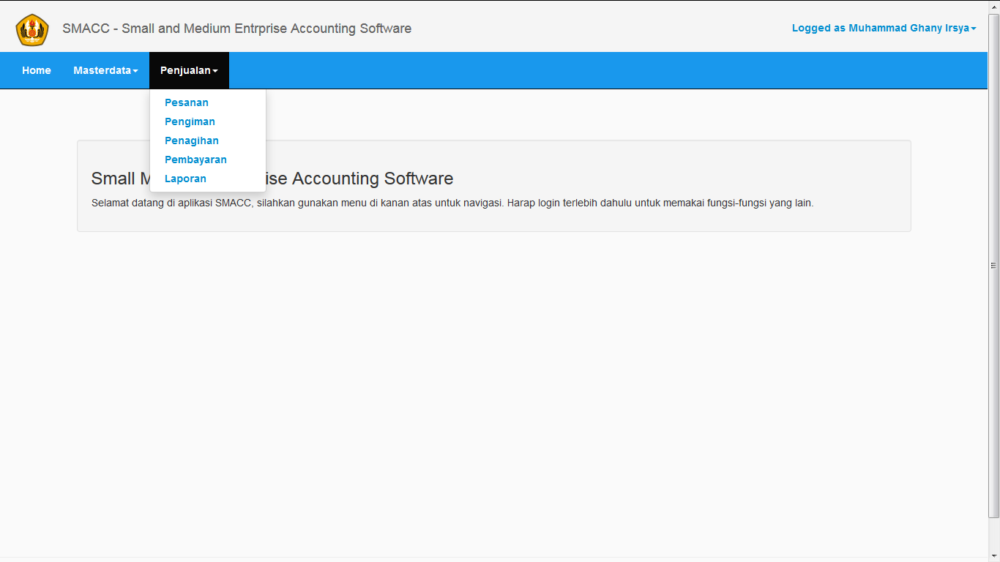 SMACC - Small and Medium Entrprise Accounting Software
Logged as Muhammad Ghany Irsya
Home Masterdata Penjualan
Pesanan
Pengiman
Penagihan
Pembayaran
Laporan
Small M ise Accounting Software
Selamat datang di aplikasi SMACC, silahkan gunakan menu di kanan atas untuk navigasi. Harap login terlebih dahulu untuk memakai fungsi-fungsi yang lain.